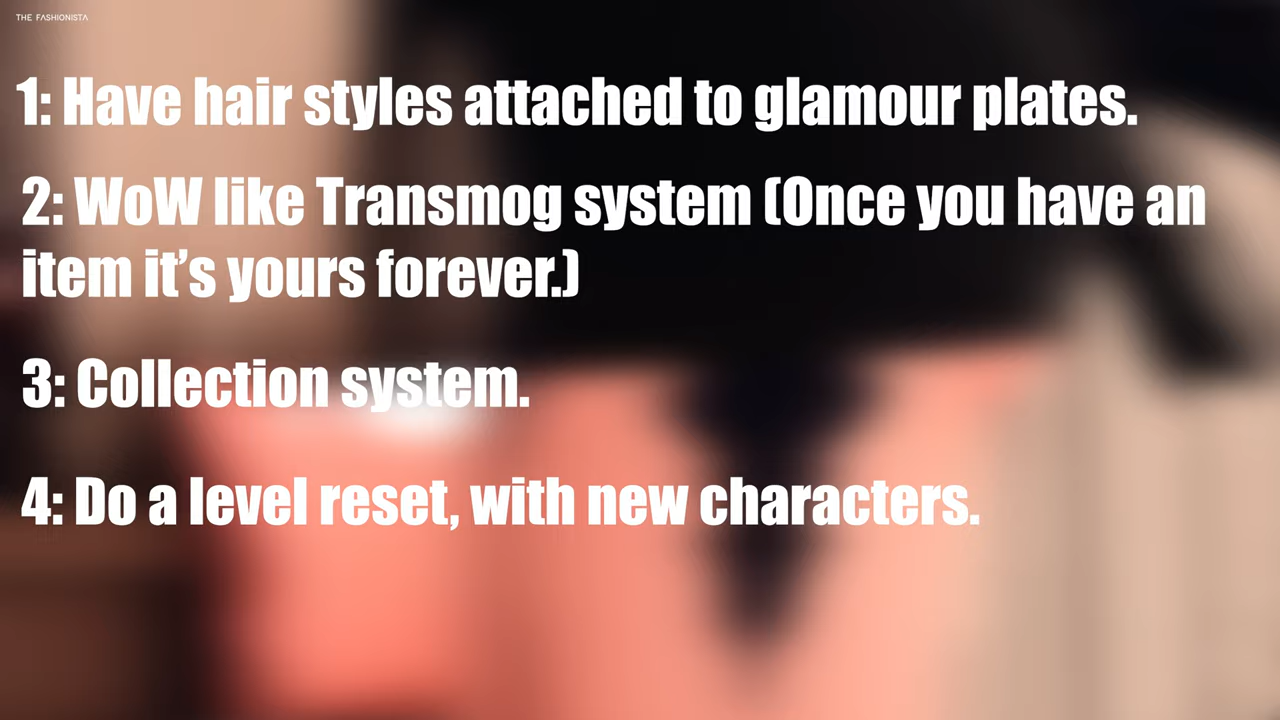 THE FASHIONISTA
1: Have hair styles attached to glamour plates.
2: WoW like Transmog system (Once you have an
item it’s yours forever.)
3: Collection system.
4: Do a level reset, with new characters.